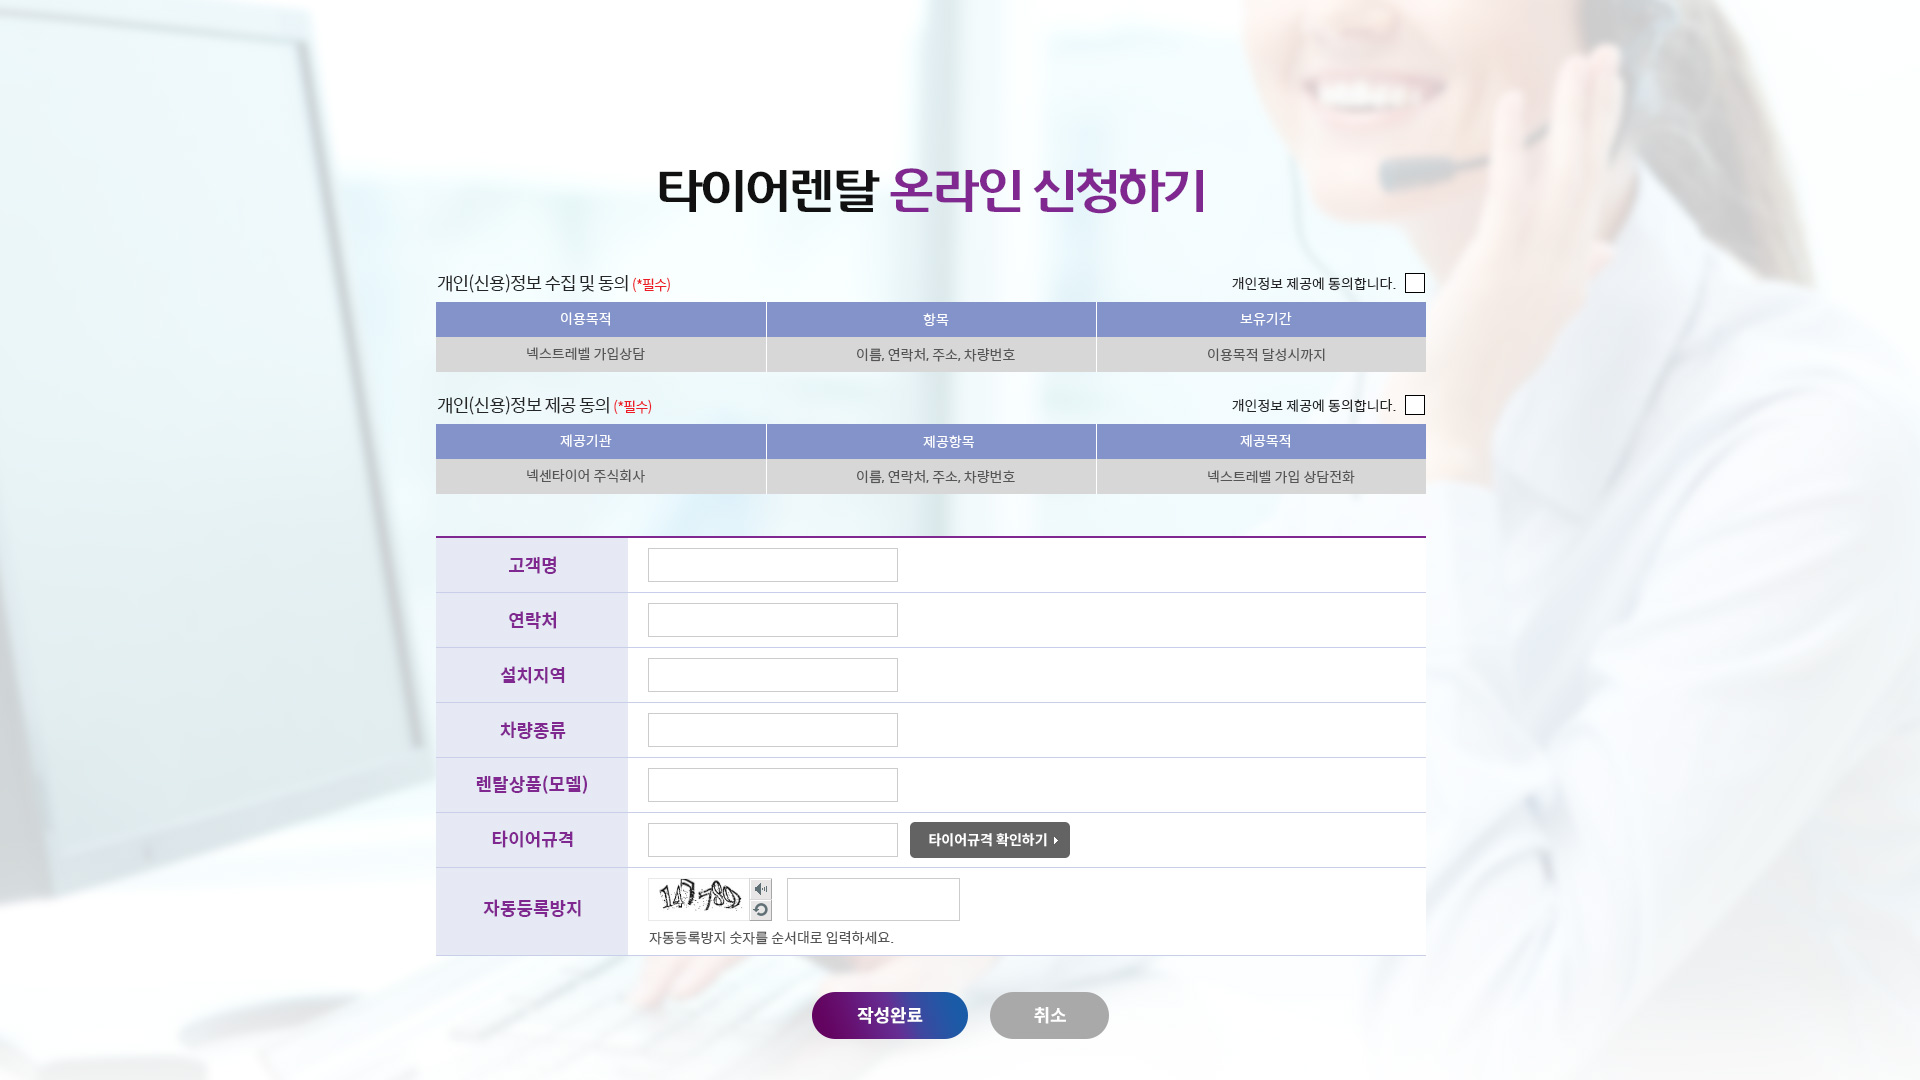 타이어렌탈 온라인 신청하기
개인(신용)정보 수집 및 동의 (*필수) 개인정보 제공에 동의합니다.
이용목적 항목 보유기간
넥스트레벨 가입상담 이름, 연락처, 주소, 차량번호 이용목적 달성시까지
개인(신용)정보 제공 동의 (*필수) 개인정보 제공에 동의합니다.
제공기관 제공항목 제공목적
넥센타이어 주식회사 이름, 연락처, 주소, 차량번호 넥스트레벨 가입 상담전화
고객명
연락처
설치지역
차량종류
렌탈상품(모델)
타이어규격 타이어규격 확인하기
자동등록방지 147789
자동등록방지 숫자를 순서대로 입력하세요.
작성완료 취소